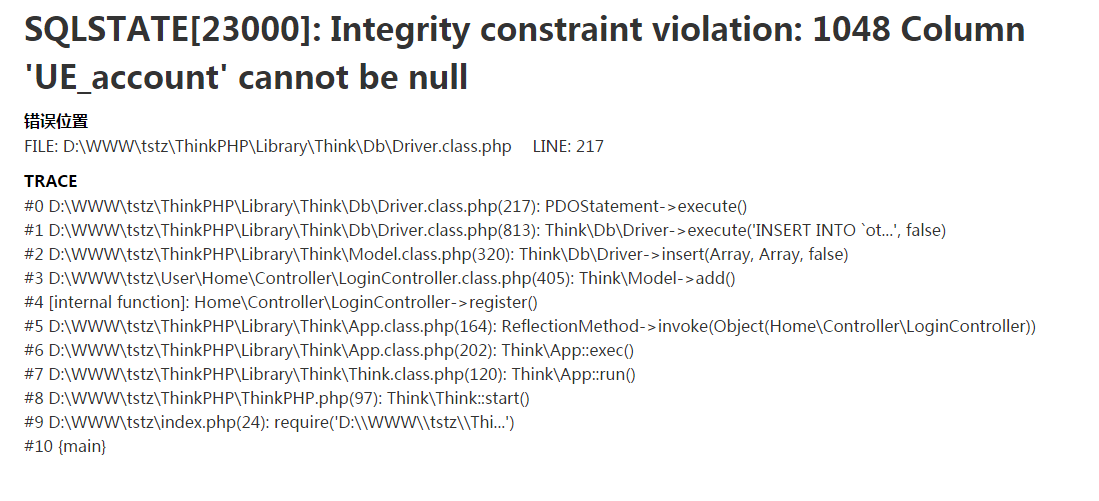 SQLSTATE[23000]: Integrity constraint violation: 1048 Column
'UE_account' cannot be null
错误位置
FILE: D:\WWW\tstz\ThinkPHP\Library\Think\Db\Driver.class.php LINE: 217
TRACE
#0 D:\WWW\tstz\ThinkPHP\Library\Think\Db\Driver.class.php(217): PDOStatement->execute()
#1 D:\WWW\tstz\ThinkPHP\Library\Think\Db\Driver.class.php(813): Think\Db\Driver->execute('INSERT INTO `ot...', false)
#2 D:\WWW\tstz\ThinkPHP\Library\Think\Model.class.php(320): Think\Db\Driver->insert(Array, Array, false)
#3 D:\WWW\tstz\User\Home\Controller\LoginController.class.php(405): Think\Model->add()
#4 [internal function]: Home\Controller\LoginController->register()
#5 D:\WWW\tstz\ThinkPHP\Library\Think\App.class.php(164): ReflectionMethod->invoke(Object(Home\Controller\LoginController))
#6 D:\WWW\tstz\ThinkPHP\Library\Think\App.class.php(202): Think\App::exec()
#7 D:\WWW\tstz\ThinkPHP\Library\Think\Think.class.php(120): Think\App::run()
#8 D:\WWW\tstz\ThinkPHP\ThinkPHP.php(97): Think\Think::start()
#9 D:\WWW\tstz\index.php(24): require('D:\\WWW\\tstz\\Thi...')
#10 {main}